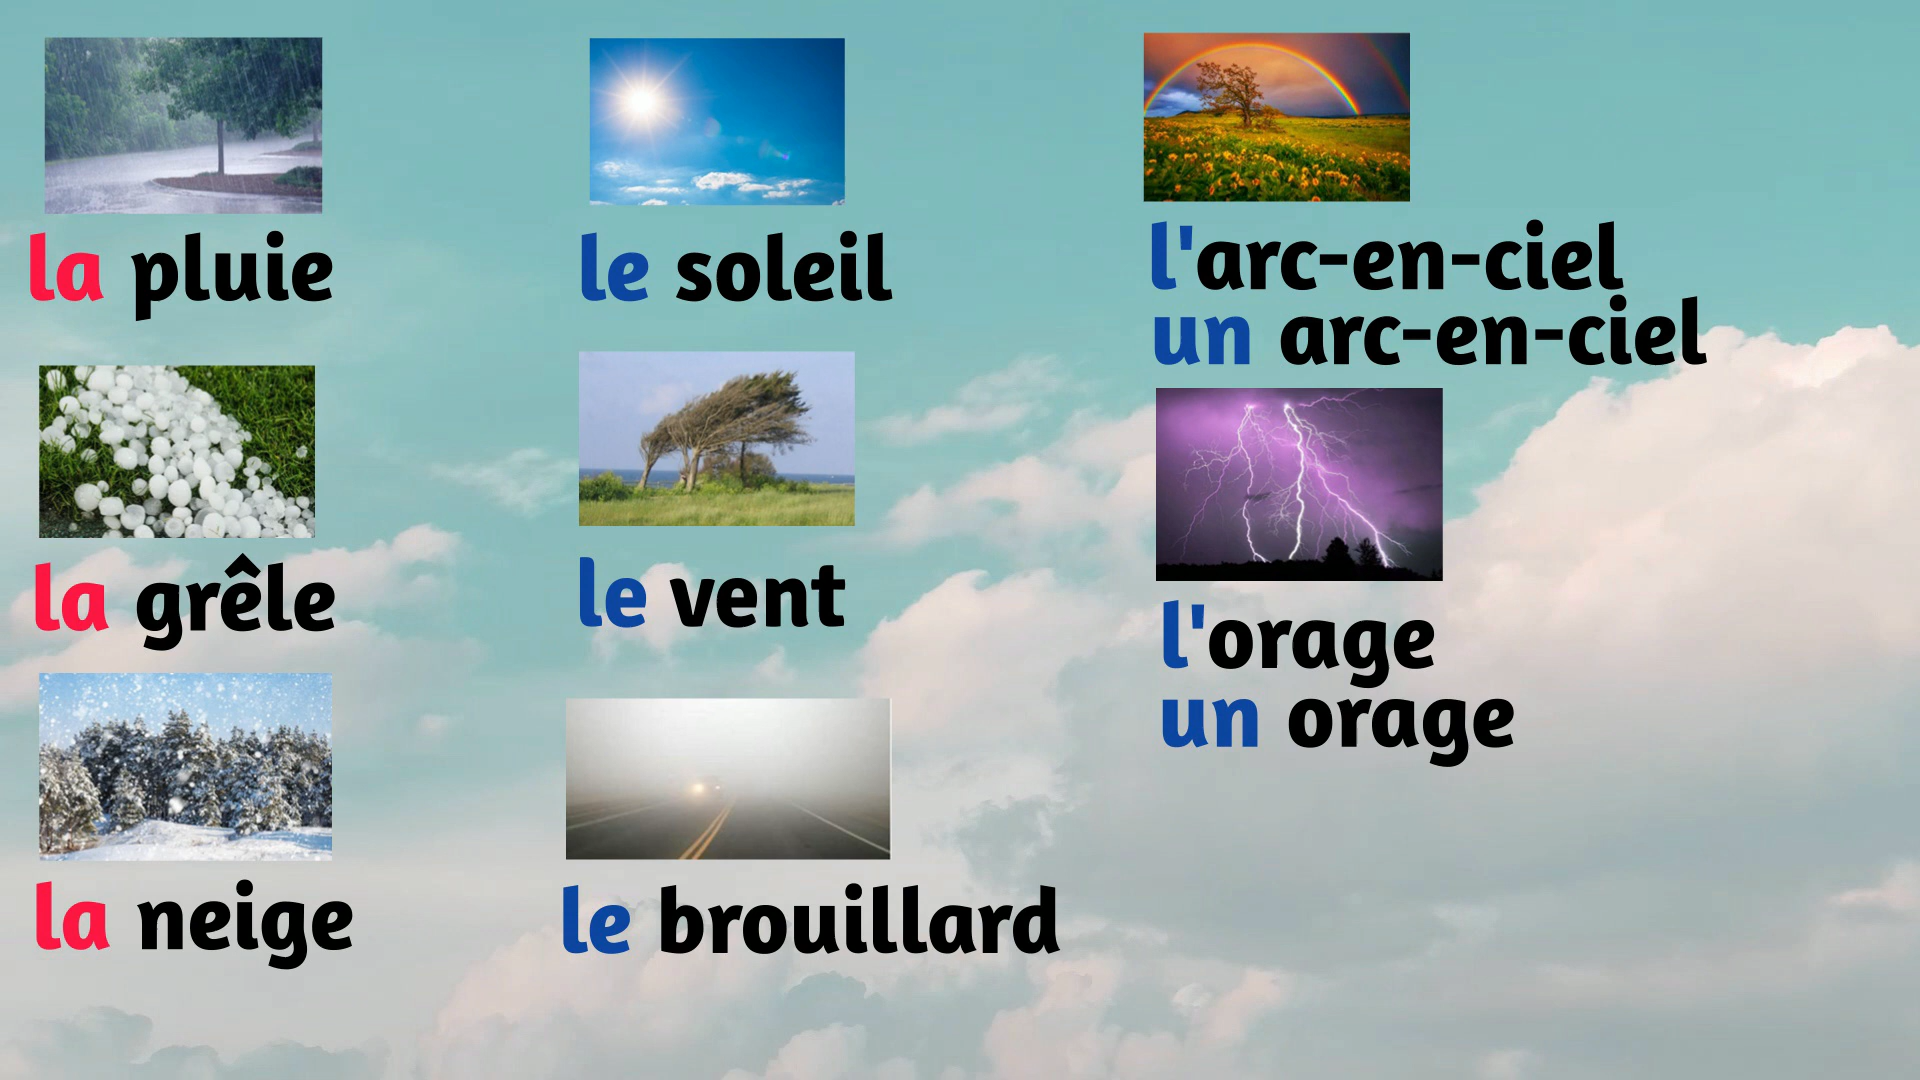 la pluie
la grêle
la neige
le soleil
le vent
le brouillard
l'arc-en-ciel
un arc-en-ciel
l'orage
un orage